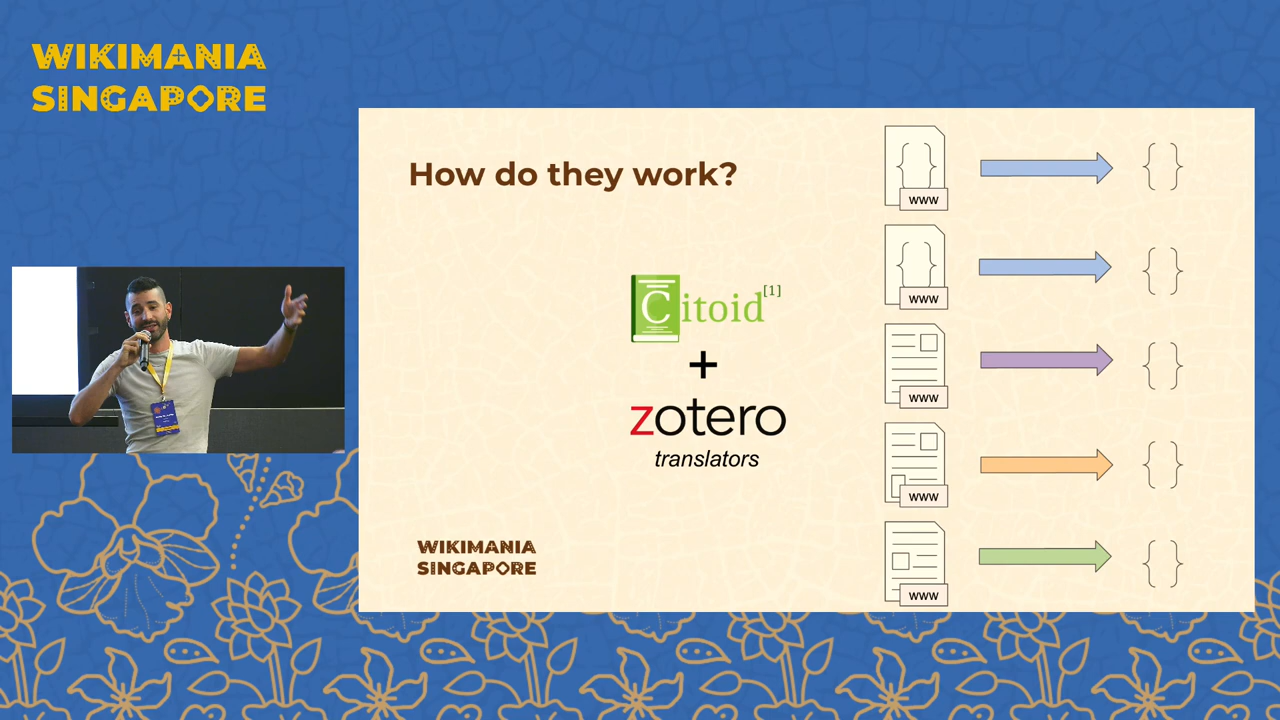 WIKIMANIA
SINGAPORE
How do they work?
Citoid[1]
+
zotero
translators
WIKIMANIA
SINGAPORE
{ }
www
{ }
{ }
www
{ }
www
{ }
www
{ }
www
{ }